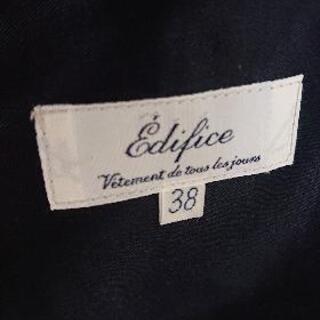 Édifice
Vêtement de tous les jours
38